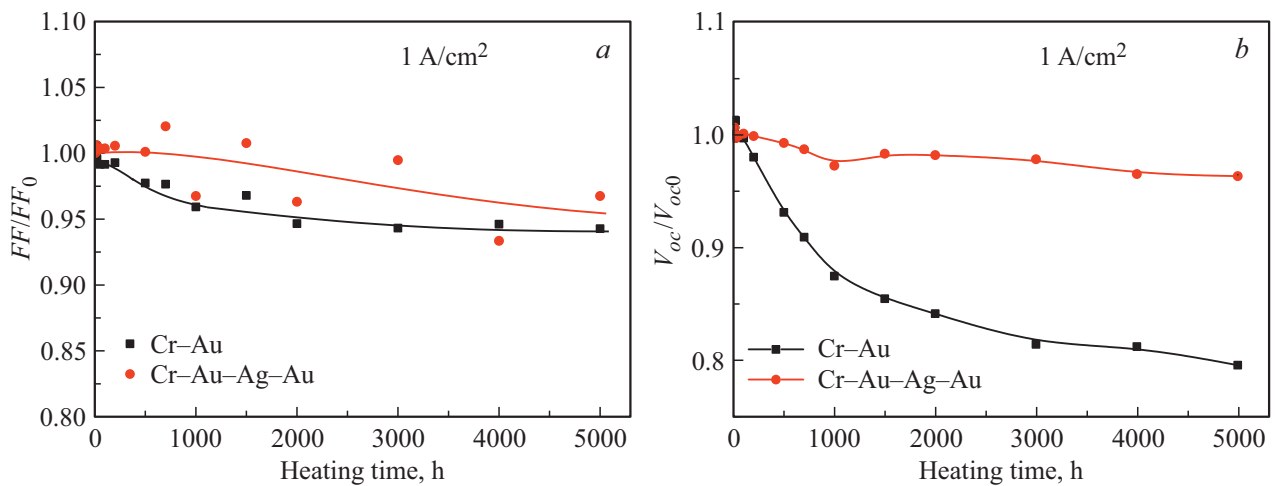 1.10
1.05
1.00
0.95
0.90
0.85
0.80
FF/FF0
1 A/cm2
a
Cr–Au
Cr–Au–Ag–Au
0 1000 2000 3000 4000 5000
Heating time, h
1.1
1.0
0.9
0.8
Voc/Voc0
1 A/cm2
b
Cr–Au
Cr–Au–Ag–Au
0 1000 2000 3000 4000 5000
Heating time, h